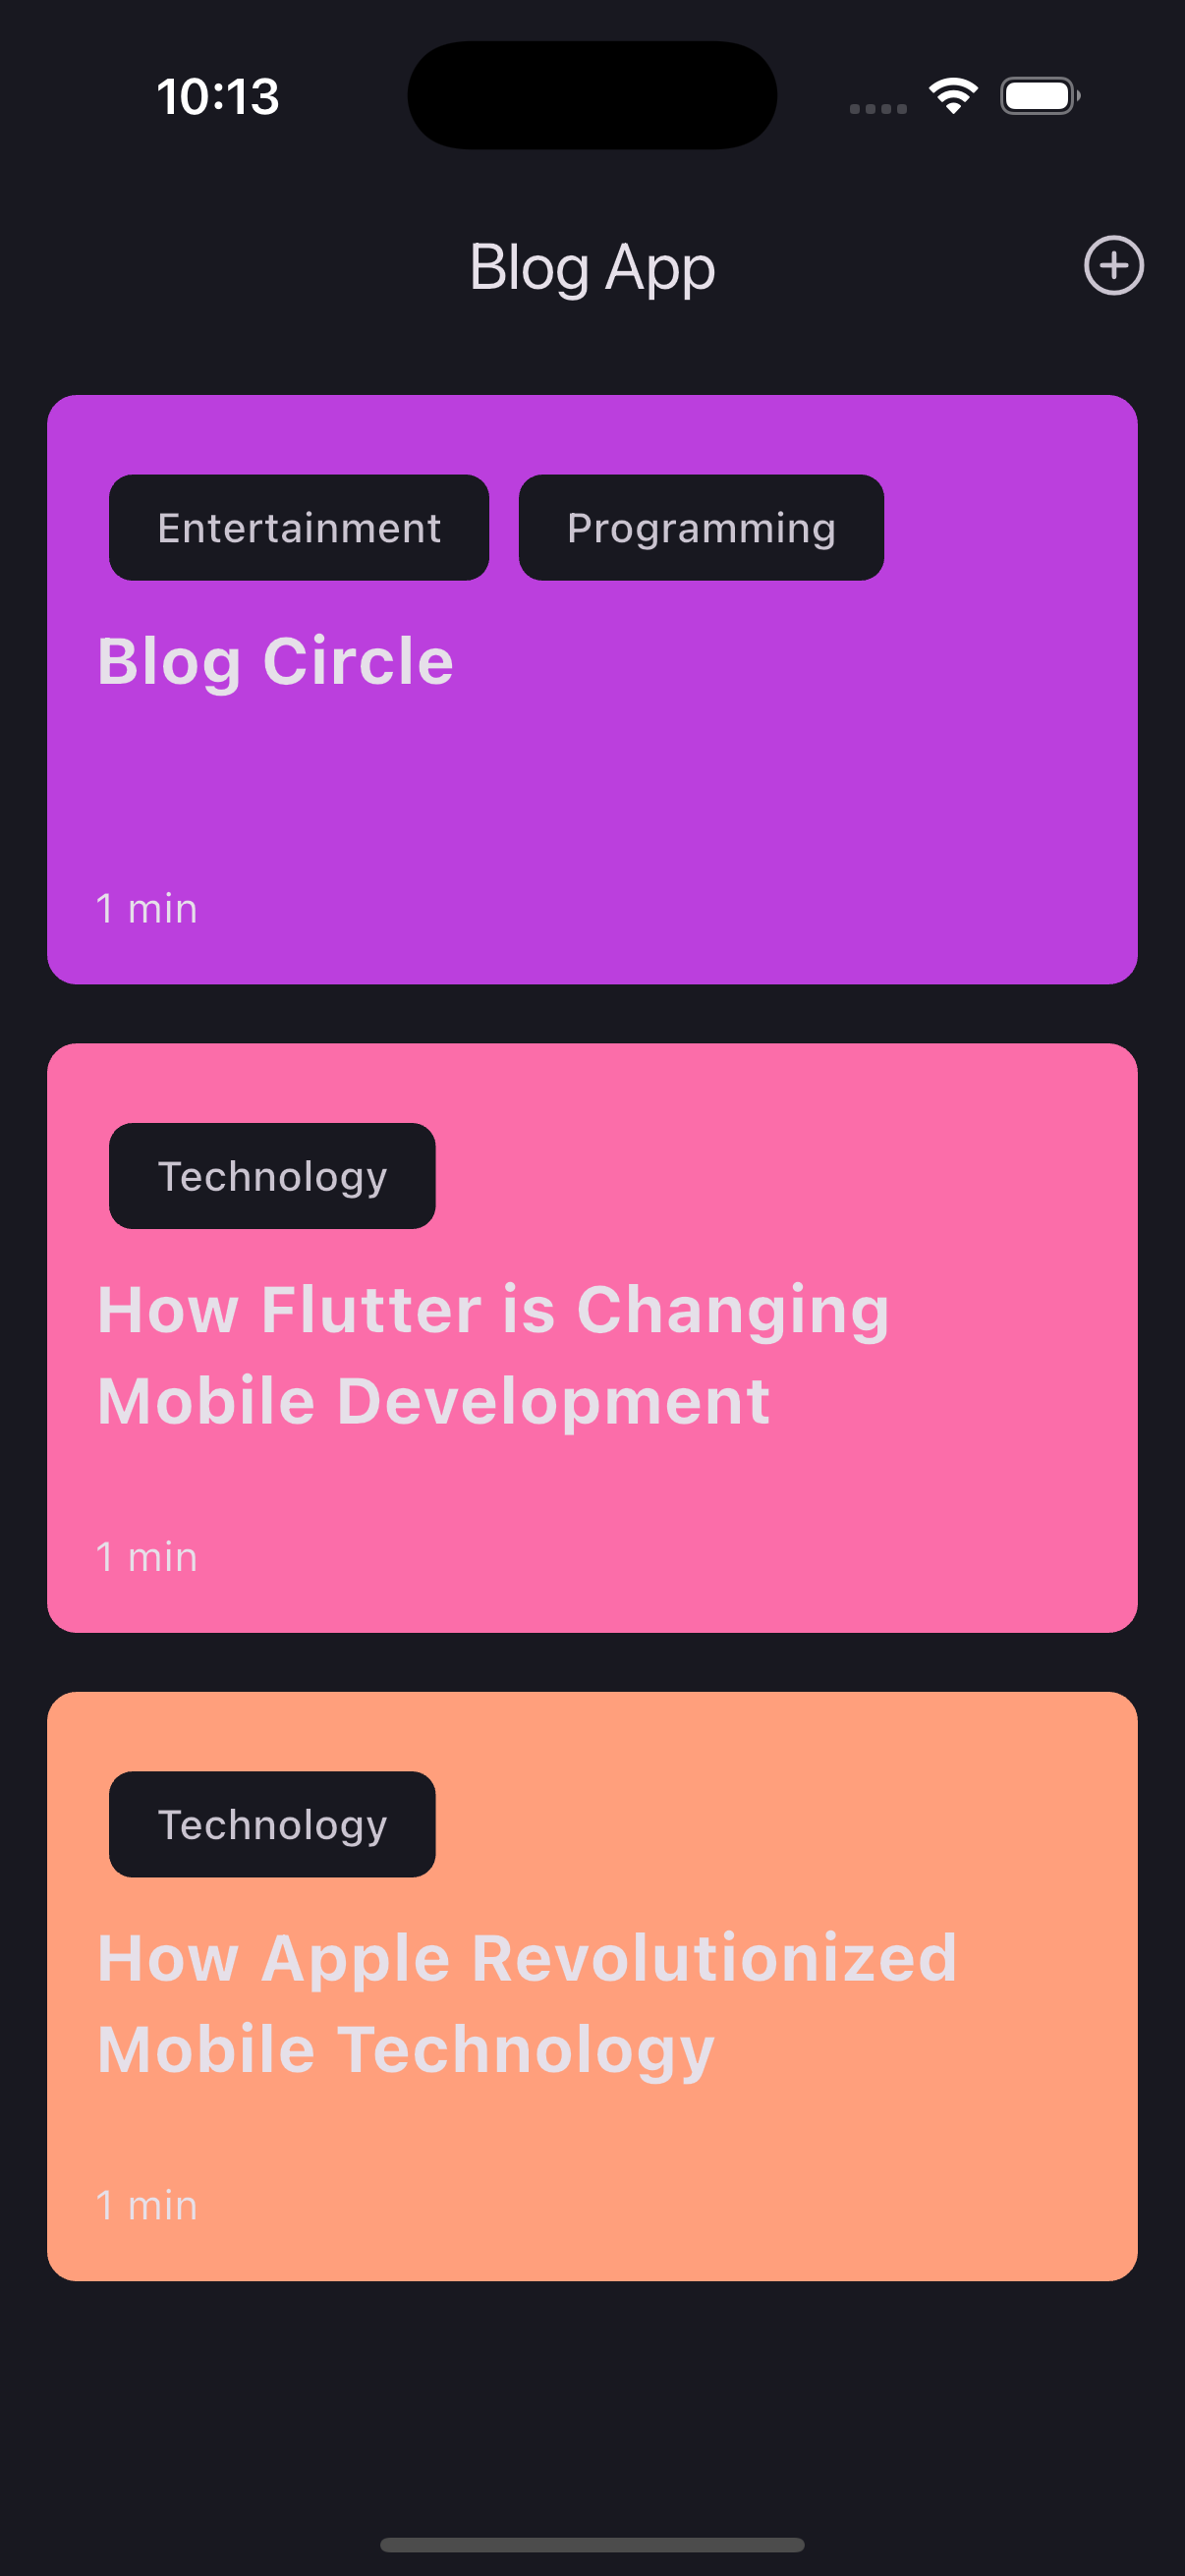 10:13
Blog App
Entertainment Programming
Blog Circle
1 min
Technology
How Flutter is Changing
Mobile Development
1 min
Technology
How Apple Revolutionized
Mobile Technology
1 min